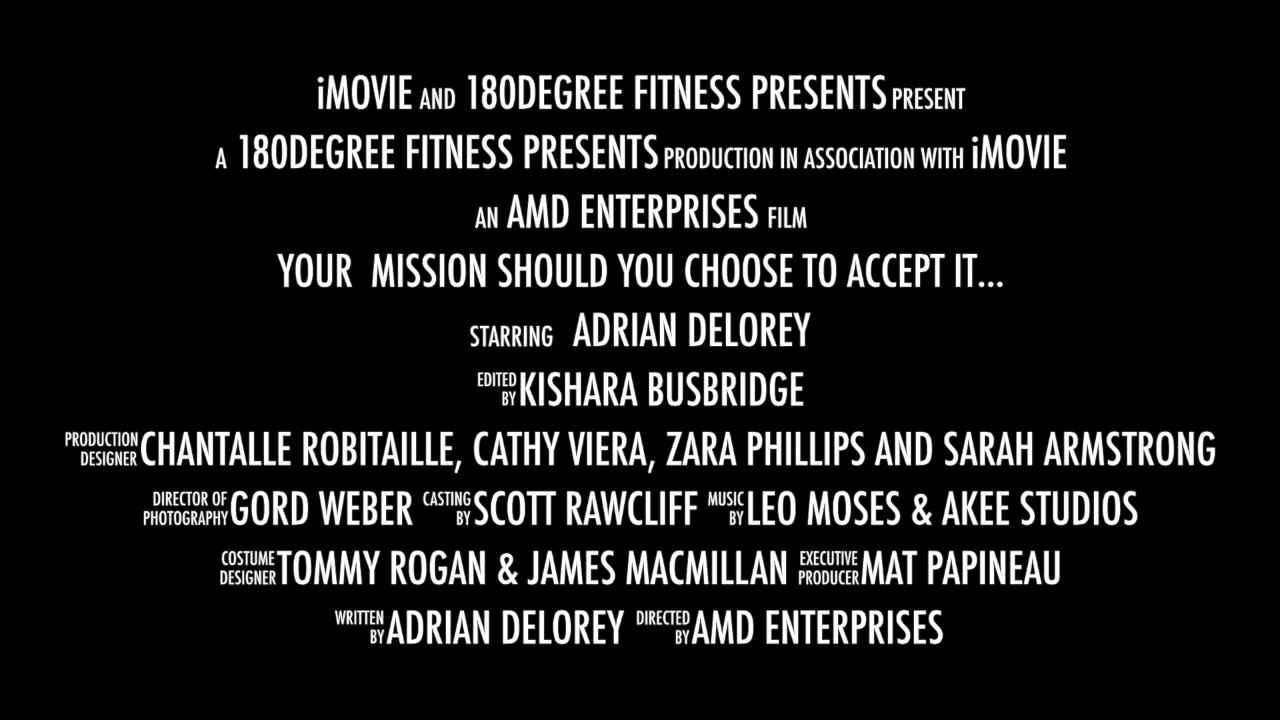 iMOVIE AND 180DEGREE FITNESS PRESENTS PRESENT
A 180DEGREE FITNESS PRESENTS PRODUCTION IN ASSOCIATION WITH iMOVIE
AN AMD ENTERPRISES FILM
YOUR  MISSION SHOULD YOU CHOOSE TO ACCEPT IT...
STARRING  ADRIAN DELOREY
EDITED BY KISHARA BUSBRIDGE
PRODUCTION DESIGNER CHANTALLE ROBITAILLE, CATHY VIERA, ZARA PHILLIPS AND SARAH ARMSTRONG
DIRECTOR OF PHOTOGRAPHY GORD WEBER CASTING BY SCOTT RAWCLIFF MUSIC BY LEO MOSES & AKEE STUDIOS
COSTUME DESIGNER TOMMY ROGAN & JAMES MACMILLAN EXECUTIVE PRODUCER MAT PAPINEAU
WRITTEN BY ADRIAN DELOREY DIRECTED BY AMD ENTERPRISES